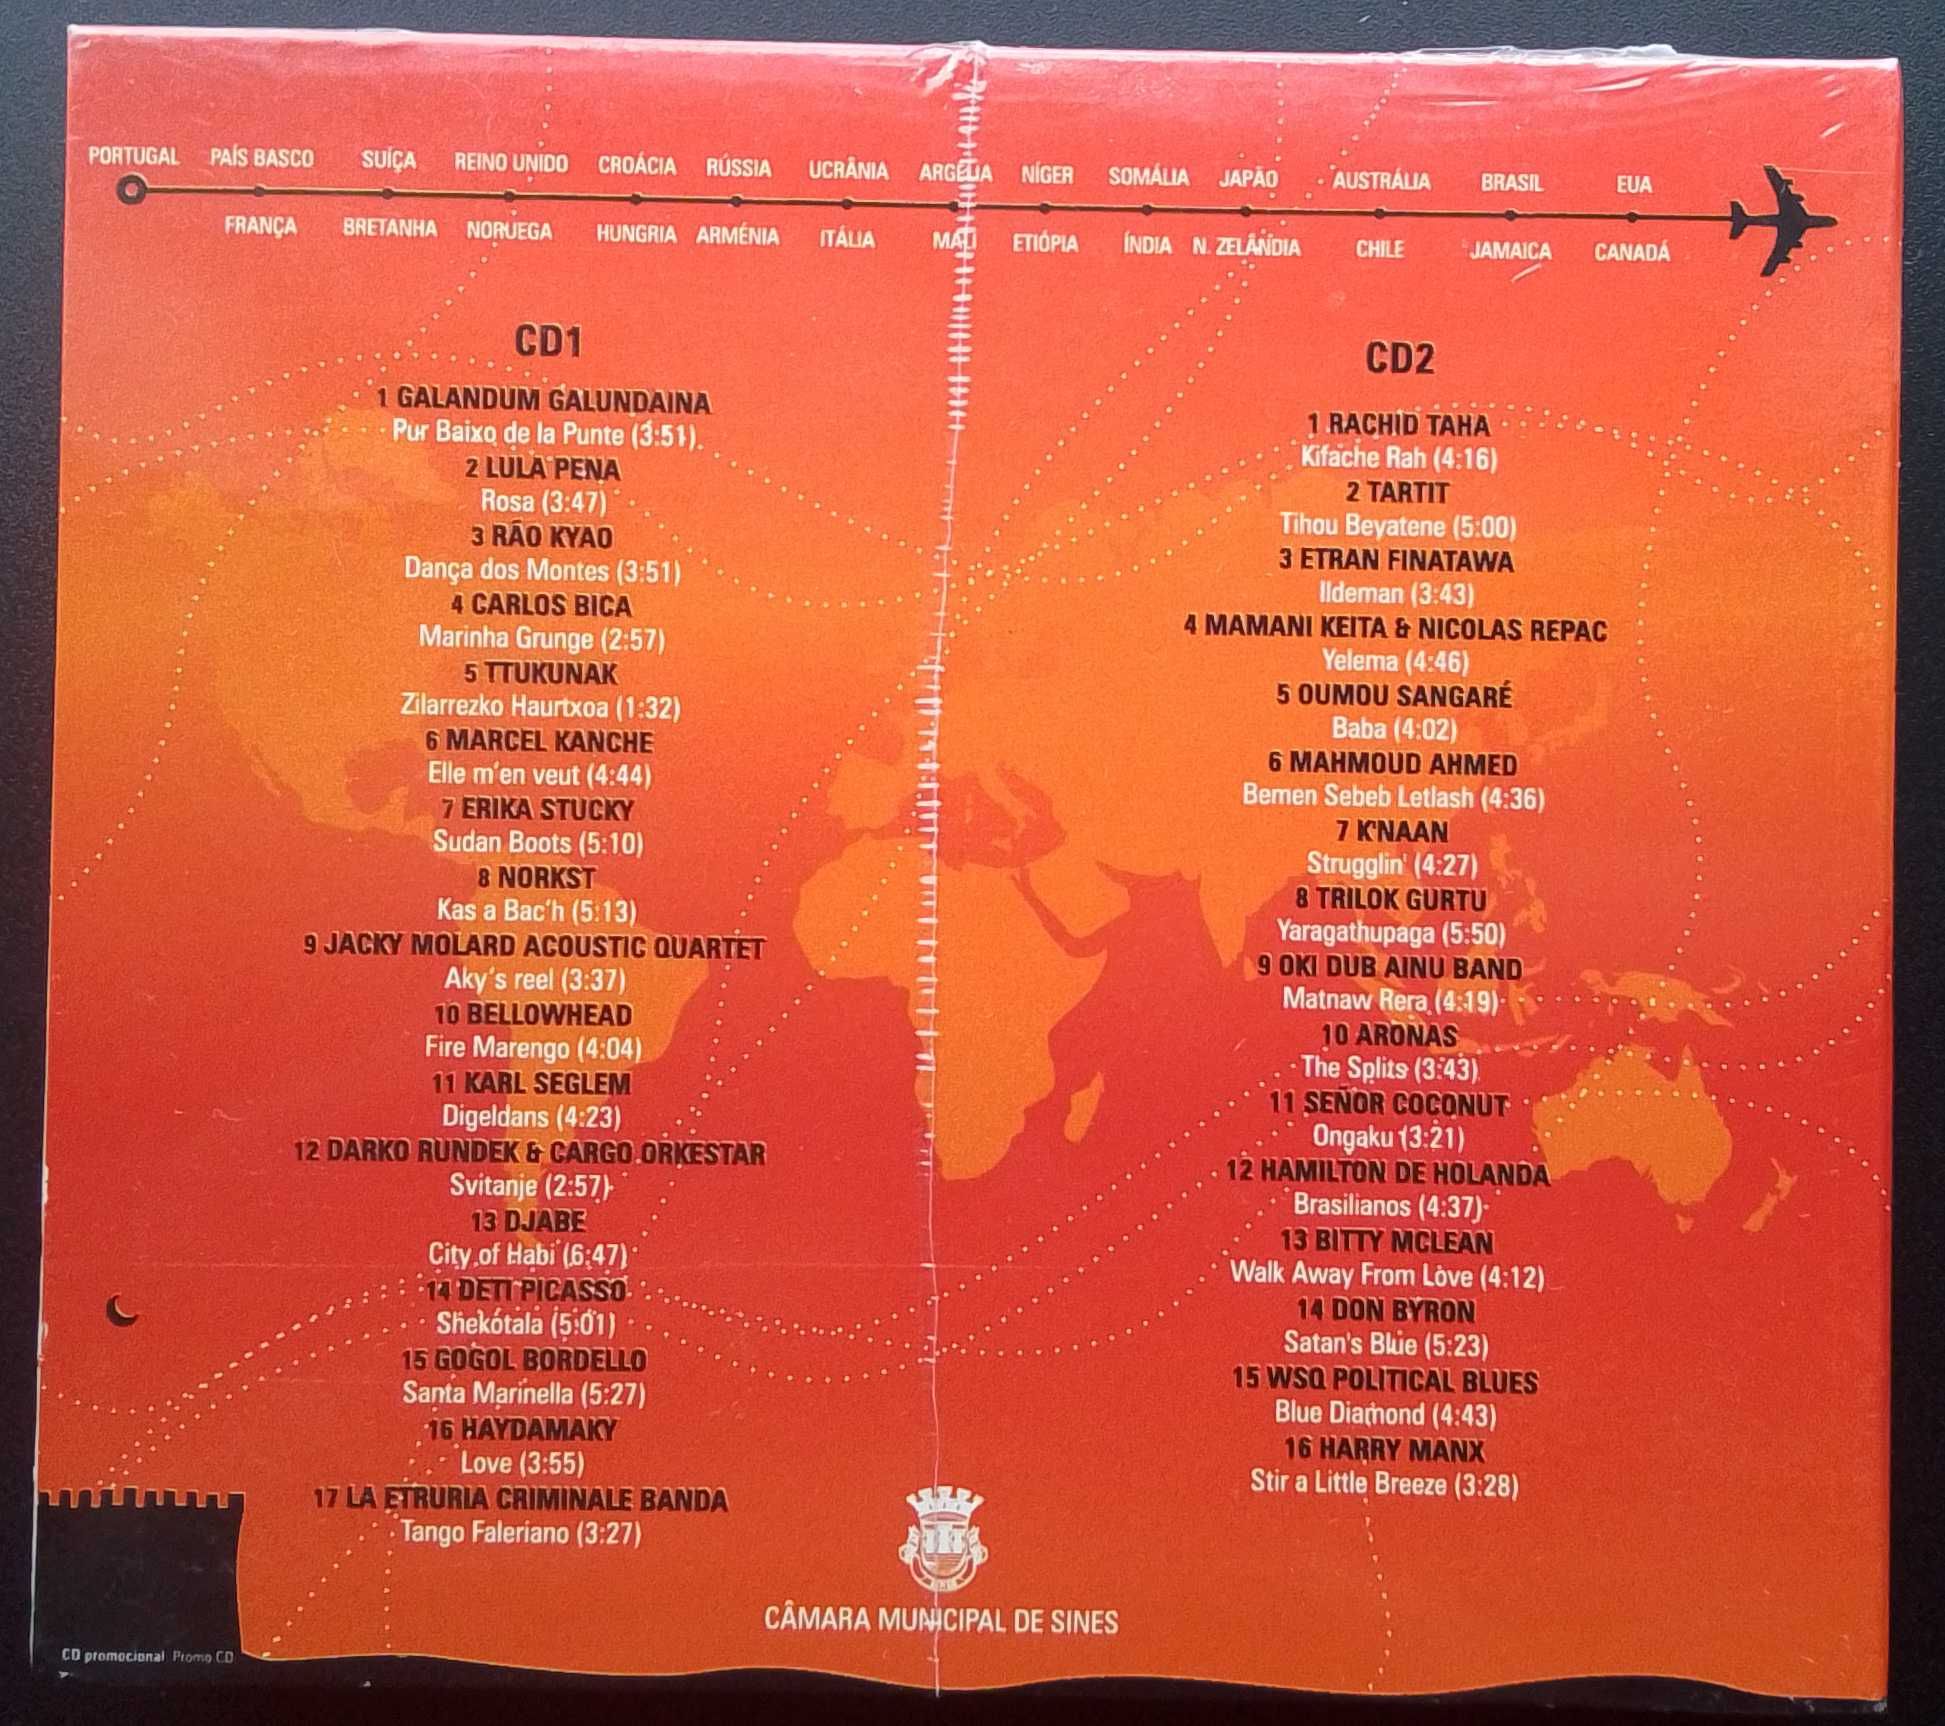 PORTUGAL PAÍS BASCO SUÍÇA REINO UNIDO CROÁCIA RÚSSIA UCRÂNIA ARGÉLIA NÍGER SOMÁLIA JAPÃO AUSTRÁLIA BRASIL EUA
FRANÇA BRETANHA NORUEGA HUNGRIA ARMÉNIA ITÁLIA MALI ETIÓPIA ÍNDIA N. ZELÂNDIA CHILE JAMAICA CANADÁ
CD1
1 GALANDUM GALUNDAINA
Pur Baixo de la Punte (3:51)
2 LULA PENA
Rosa (3:47)
3 RÃO KYAO
Dança dos Montes (3:51)
4 CARLOS BICA
Marinha Grunge (2:57)
5 TTUKUNAK
Zilarrezko Haurtxoa (1:32)
6 MARCEL KANCHE
Elle m'en veut (4:44)
7 ERIKA STUCKY
Sudan Boots (5:10)
8 NORKST
Kas a Bac'h (5:13)
9 JACKY MOLARD ACOUSTIC QUARTET
Aky's reel (3:37)
10 BELLOWHEAD
Fire Marengo (4:04)
11 KARL SEGLEM
Digeldans (4:23)
12 DARKO RUNDEK & CARGO ORKESTAR
Svitanje (2:57)
13 DJABE
City of Habi (6:47)
14 DETI PICASSO
Shekotala (5:01)
15 GOGOL BORDELLO
Santa Marinella (5:27)
16 HAYDAMAKY
Love (3:55)
17 LA ETRURIA CRIMINALE BANDA
Tango Faleriano (3:27)
CD2
1 RACHID TAHA
Kifache Rah (4:16)
2 TARTIT
Tihou Beyatene (5:00)
3 ETRAN FINATAWA
Ildeman (3:43)
4 MAMANI KEITA & NICOLAS REPAC
Yelema (4:46)
5 OUMOU SANGARÉ
Baba (4:02)
6 MAHMOUD AHMED
Bemen Sebeb Letlash (4:36)
7 K'NAAN
Strugglin' (4:27)
8 TRILOK GURTU
Yaragathupaga (5:50)
9 OKI DUB AINU BAND
Matnaw Rera (4:19)
10 ARONAS
The Splits (3:43)
11 SEÑOR COCONUT
Ongaku (3:21)
12 HAMILTON DE HOLANDA
Brasilianos (4:37)
13 BITTY MCLEAN
Walk Away From Love (4:12)
14 DON BYRON
Satan's Blue (5:23)
15 WSQ POLITICAL BLUES
Blue Diamond (4:43)
16 HARRY MANX
Stir a Little Breeze (3:28)
CÂMARA MUNICIPAL DE SINES
CD promocional Promo CD